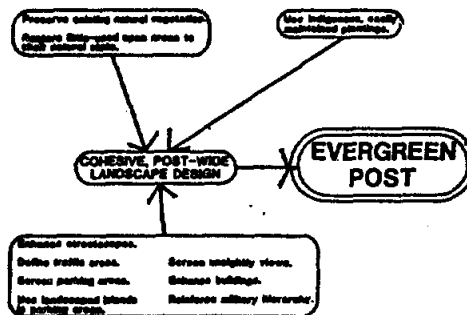 Preserve existing natural vegetation.
Restore little-used open areas to
their natural state.
Use indigenous, easily
maintained plantings.
COHESIVE, POST-WIDE
LANDSCAPE DESIGN
EVERGREEN
POST
Enhance streetscapes.
Define traffic areas.
Screen unsightly views.
Screen parking areas.
Enhance buildings.
Use landscaped islands
in parking areas.
Reinforce military hierarchy.